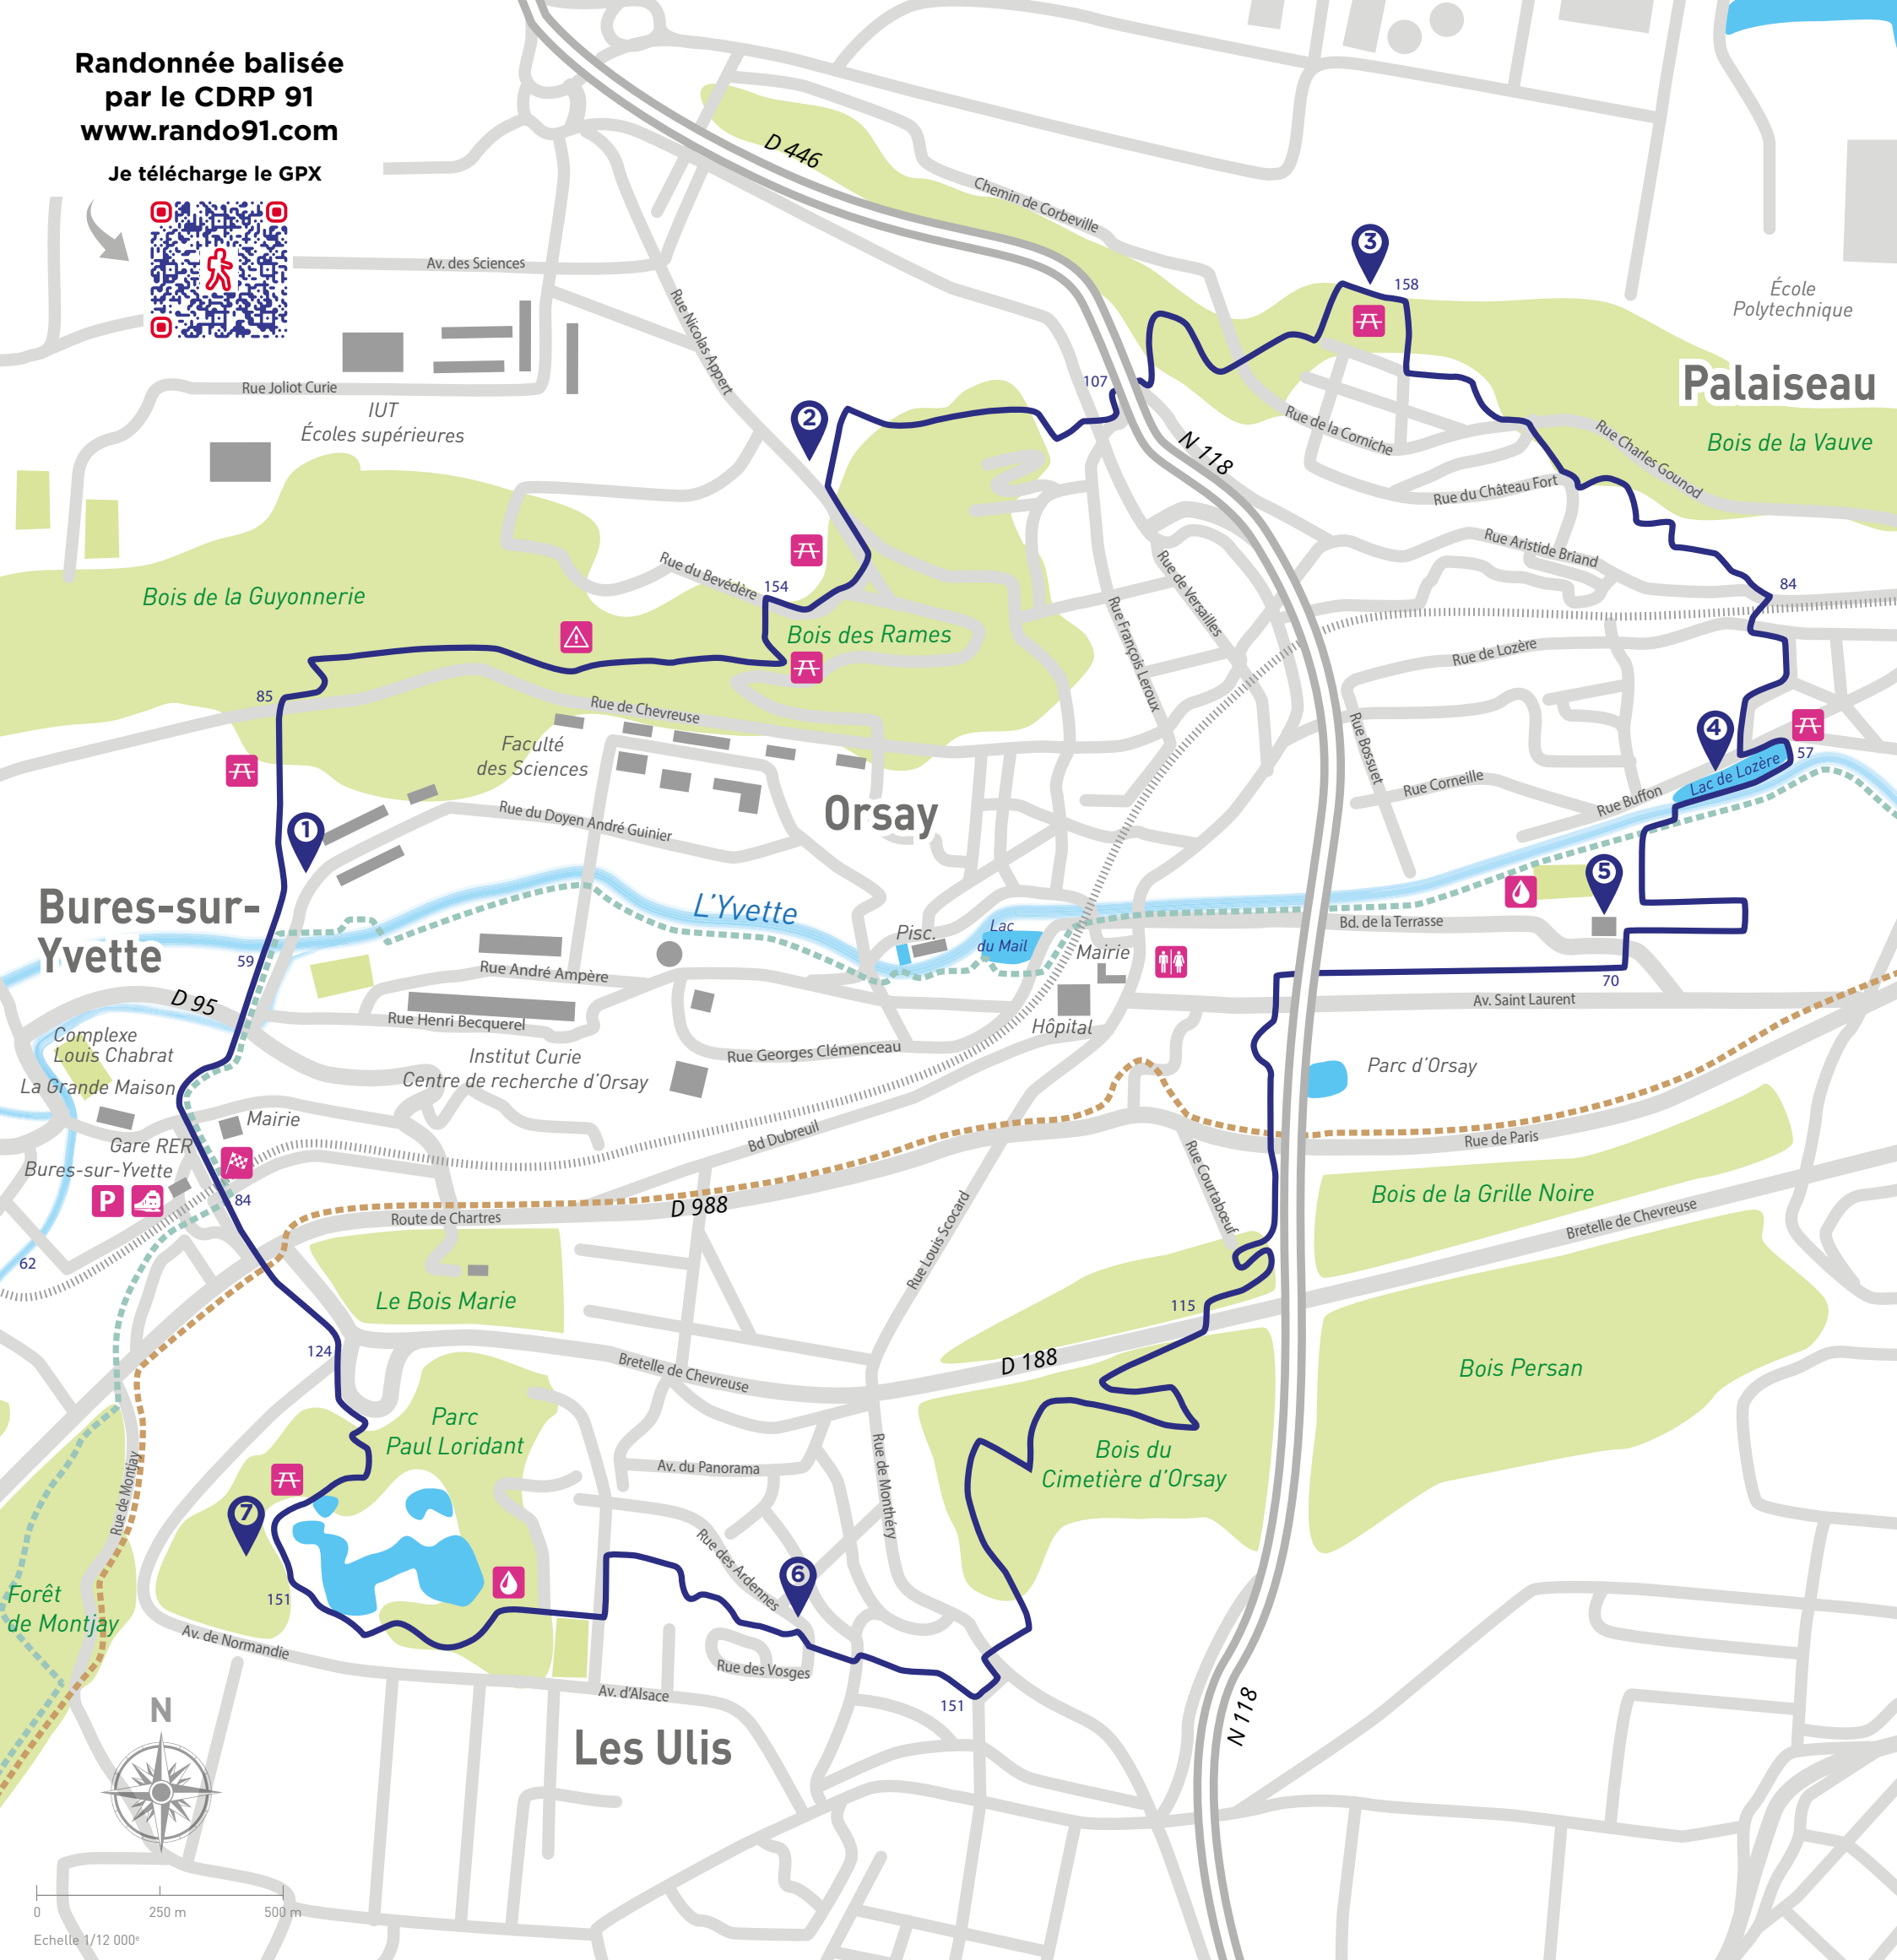 Randonnée balisée
par le CDRP 91
www.rando91.com
Je télécharge le GPX
D 446
Chemin de Corbeville
3
158
École
Polytechnique
Av. des Sciences
Rue Nicolas Appert
Palaiseau
Rue Joliot Curie
IUT
Écoles supérieures
107
2
N 118
Rue de la Corniche
Rue Charles Gounod
Bois de la Vauve
Rue du Château Fort
Rue Aristide Briand
Rue du Bevédère
154
Rue de Versailles
84
Bois de la Guyonnerie
Bois des Rames
Rue François Leroux
Rue de Lozère
85
Rue de Chevreuse
Rue Bossuet
4
57
Faculté
des Sciences
Lac de Lozère
Rue Corneille
Rue Buffon
Orsay
Rue du Doyen André Guinier
1
5
Bures-sur-
Yvette
L'Yvette
Pisc.
Lac
du Mail
Bd. de la Terrasse
Mairie
59
Rue André Ampère
70
D 95
Av. Saint Laurent
Rue Henri Becquerel
Hôpital
Complexe
Louis Chabrat
Institut Curie
Centre de recherche d'Orsay
Rue Georges Clémenceau
Parc d'Orsay
La Grande Maison
Mairie
Gare RER
Bures-sur-Yvette
P
84
Bd Dubreuil
Rue de Paris
Rue Courtabœuf
Bois de la Grille Noire
D 988
Route de Chartres
Rue Louis Scocard
Bretelle de Chevreuse
62
Le Bois Marie
115
124
D 188
Bretelle de Chevreuse
Bois Persan
Parc
Paul Loridant
Bois du
Cimetière d'Orsay
Av. du Panorama
Rue de Monthéry
Rue de Montjay
7
Rue des Ardennes
6
151
Forêt
de Montjay
Av. de Normandie
Rue des Vosges
Av. d'Alsace
151
N 118
N
Les Ulis
0
250 m
500 m
Echelle 1/12 000e